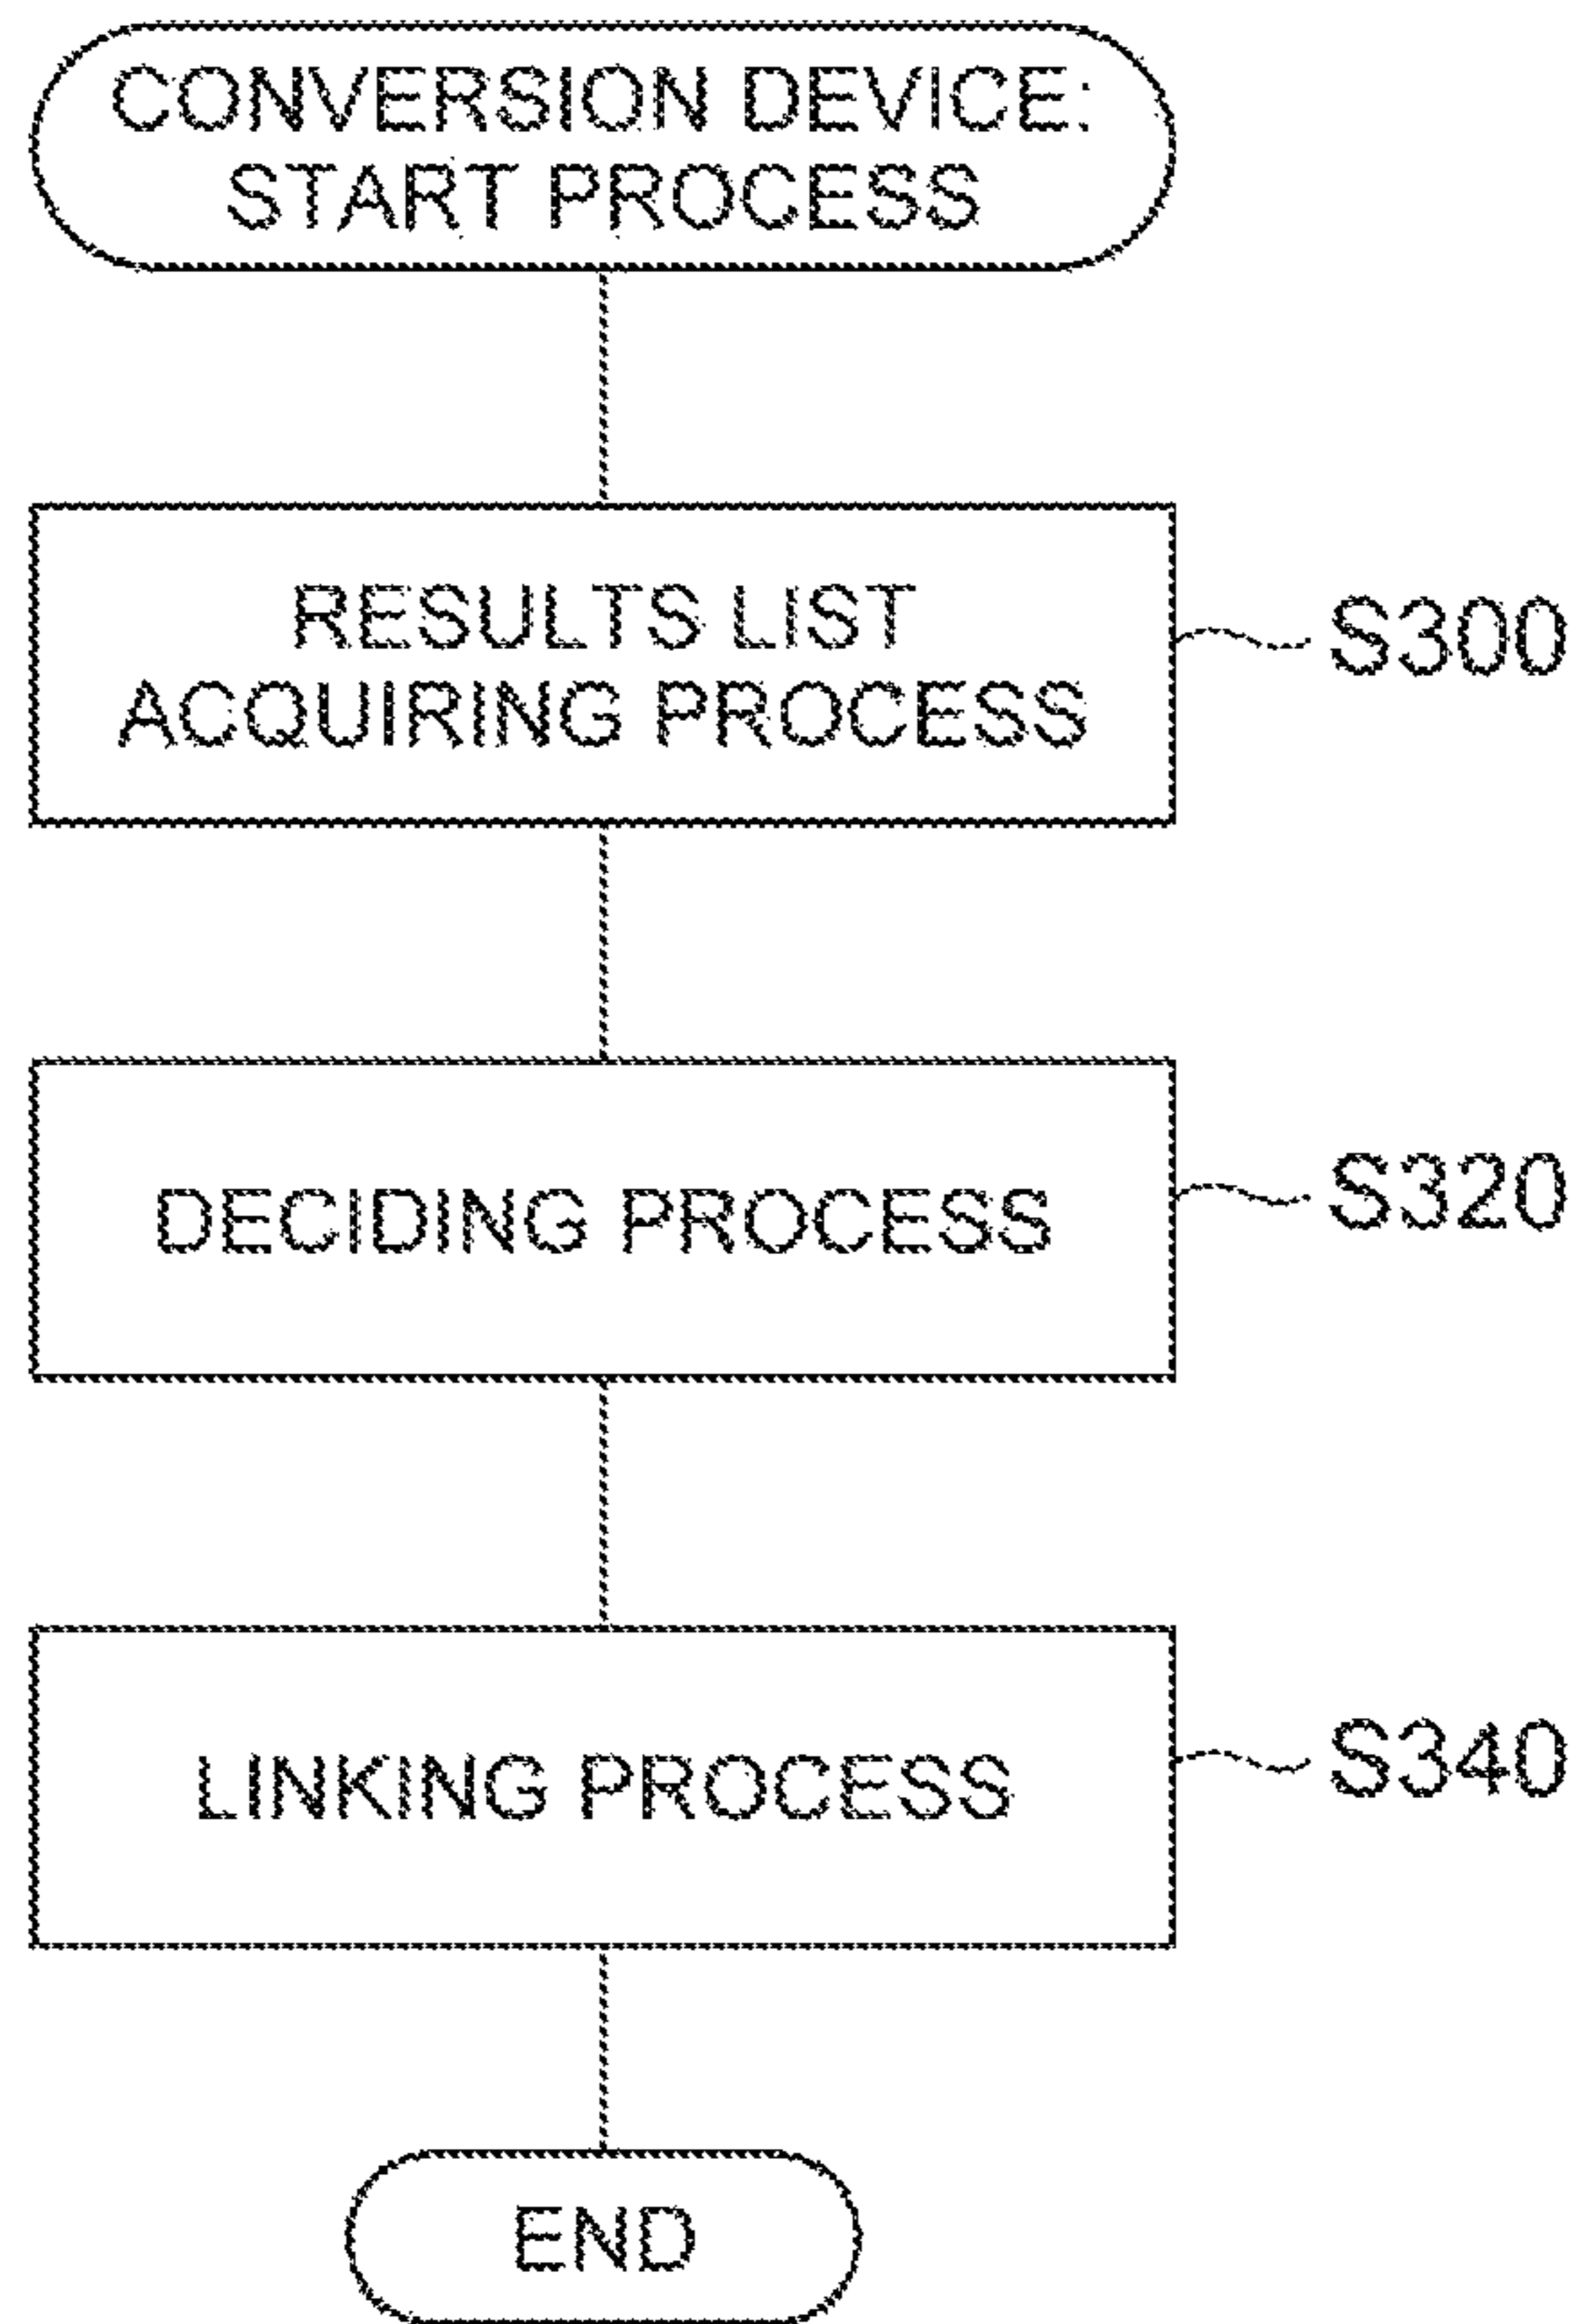 CONVERSION DEVICE:
START PROCESS
RESULTS LIST
ACQUIRING PROCESS
S300
DECIDING PROCESS
S320
LINKING PROCESS
S340
END